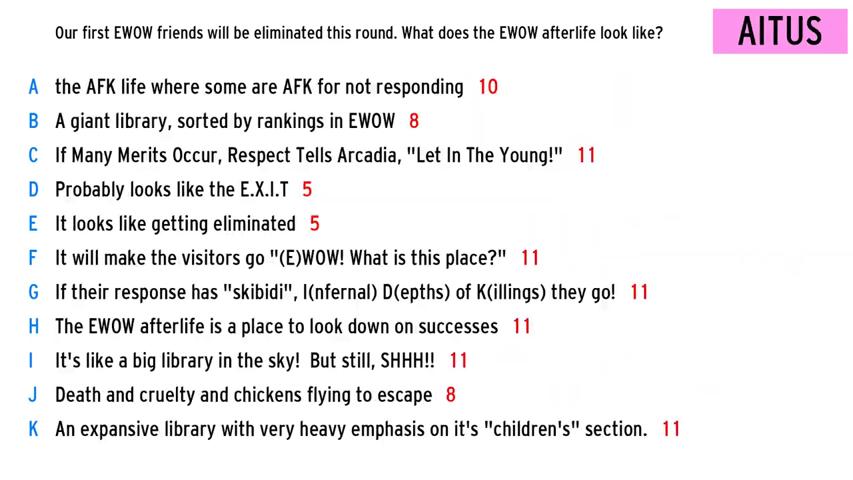 Our first EWOW friends will be eliminated this round. What does the EWOW afterlife look like?
AITUS
A the AFK life where some are AFK for not responding 10
B A giant library, sorted by rankings in EWOW 8
C If Many Merits Occur, Respect Tells Arcadia, "Let In The Young!" 11
D Probably looks like the E.X.I.T 5
E It looks like getting eliminated 5
F It will make the visitors go "(E)WOW! What is this place?" 11
G If their response has "skibidi", I(nfernal) D(epths) of K(illings) they go! 11
H The EWOW afterlife is a place to look down on successes 11
I It's like a big library in the sky! But still, SHHH!! 11
J Death and cruelty and chickens flying to escape 8
K An expansive library with very heavy emphasis on it's "children's" section. 11